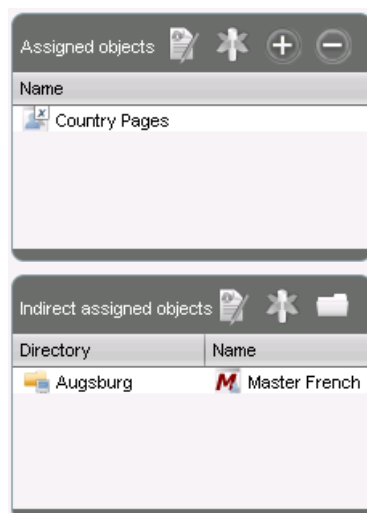 Assigned objects
Name
Country Pages
Indirect assigned objects
Directory Name
Augsburg Master French